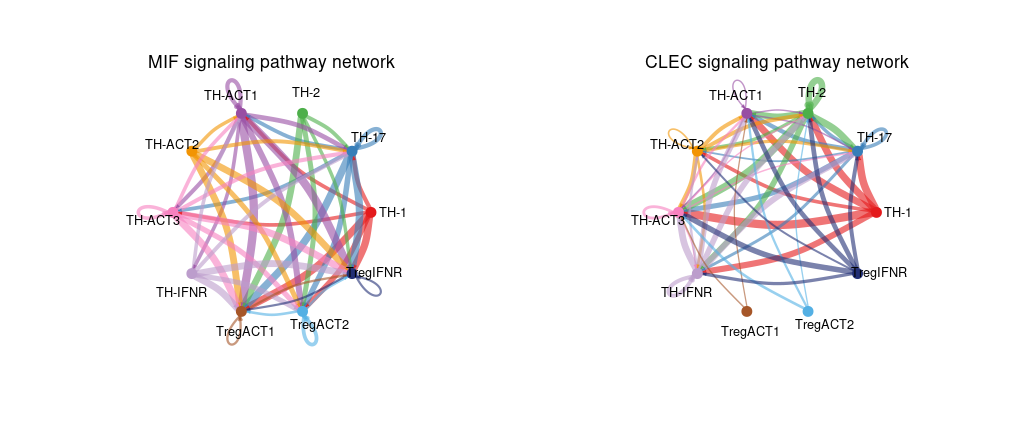 MIF signaling pathway network
TH-ACT1
TH-2
TH-ACT2
TH-17
TH-ACT3
TH-1
TH-IFNR
TregIFNR
TregACT1
TregACT2
CLEC signaling pathway network
TH-ACT1
TH-2
TH-ACT2
TH-17
TH-ACT3
TH-1
TH-IFNR
TregIFNR
TregACT1
TregACT2